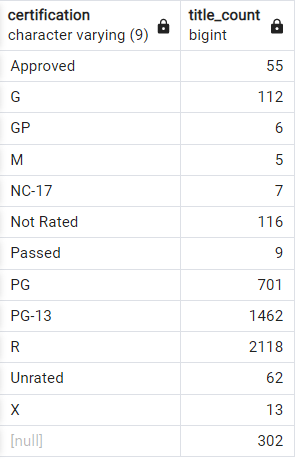 certification title_count
character varying (9) bigint
Approved 55
G 112
GP 6
M 5
NC-17 7
Not Rated 116
Passed 9
PG 701
PG-13 1462
R 2118
Unrated 62
X 13
[null] 302